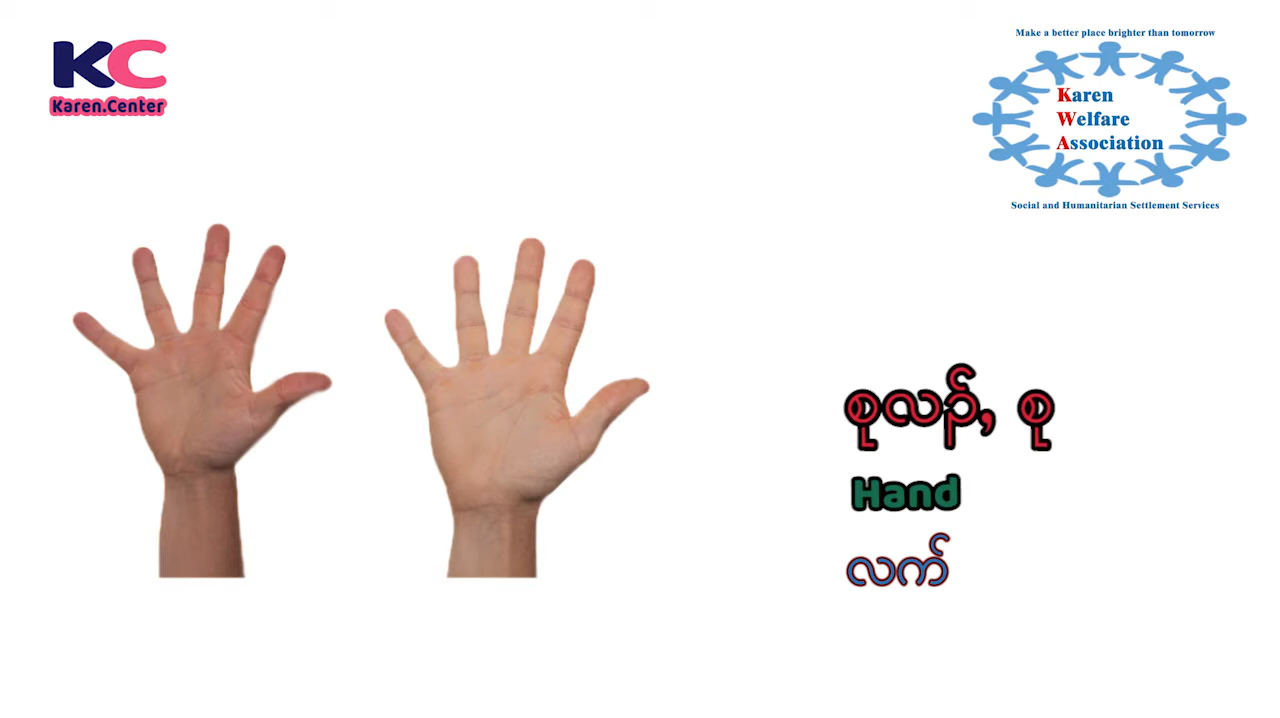 KC
Karen.Center
Make a better place brighter than tomorrow
Karen
Welfare
Association
Social and Humanitarian Settlement Services
စုလၣ်, စု
Hand
လက်